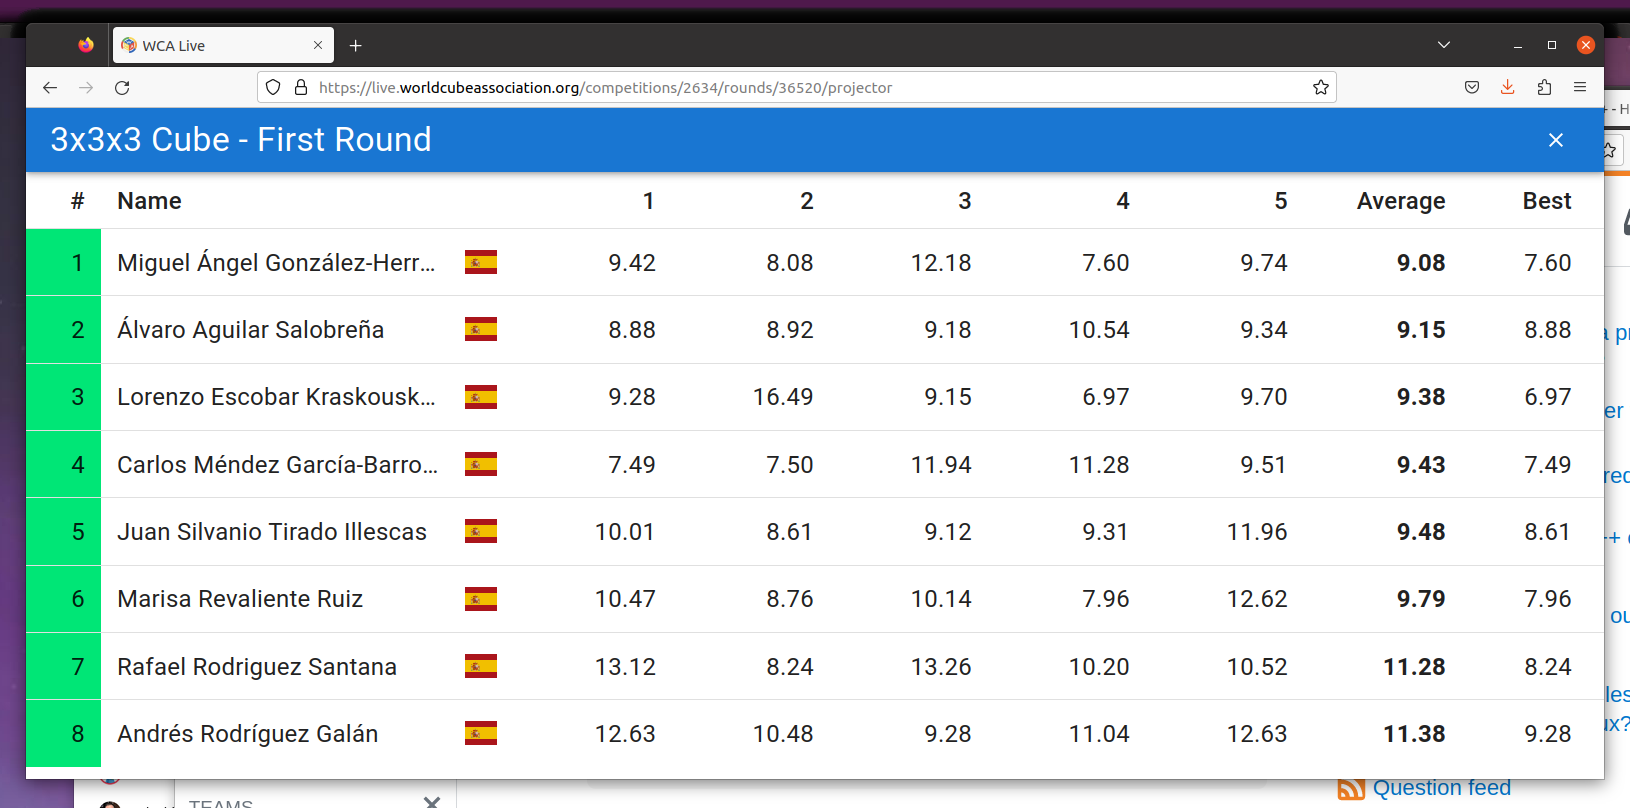 WCA Live
https://live.worldcubeassociation.org/competitions/2634/rounds/36520/projector
3x3x3 Cube - First Round
# Name 1 2 3 4 5 Average Best
1 Miguel Ángel González-Herr... 9.42 8.08 12.18 7.60 9.74 9.08 7.60
2 Álvaro Aguilar Salobreña 8.88 8.92 9.18 10.54 9.34 9.15 8.88
3 Lorenzo Escobar Kraskousk... 9.28 16.49 9.15 6.97 9.70 9.38 6.97
4 Carlos Méndez García-Barro... 7.49 7.50 11.94 11.28 9.51 9.43 7.49
5 Juan Silvanio Tirado Illescas 10.01 8.61 9.12 9.31 11.96 9.48 8.61
6 Marisa Revaliente Ruiz 10.47 8.76 10.14 7.96 12.62 9.79 7.96
7 Rafael Rodriguez Santana 13.12 8.24 13.26 10.20 10.52 11.28 8.24
8 Andrés Rodríguez Galán 12.63 10.48 9.28 11.04 12.63 11.38 9.28
TEAMS
Question feed